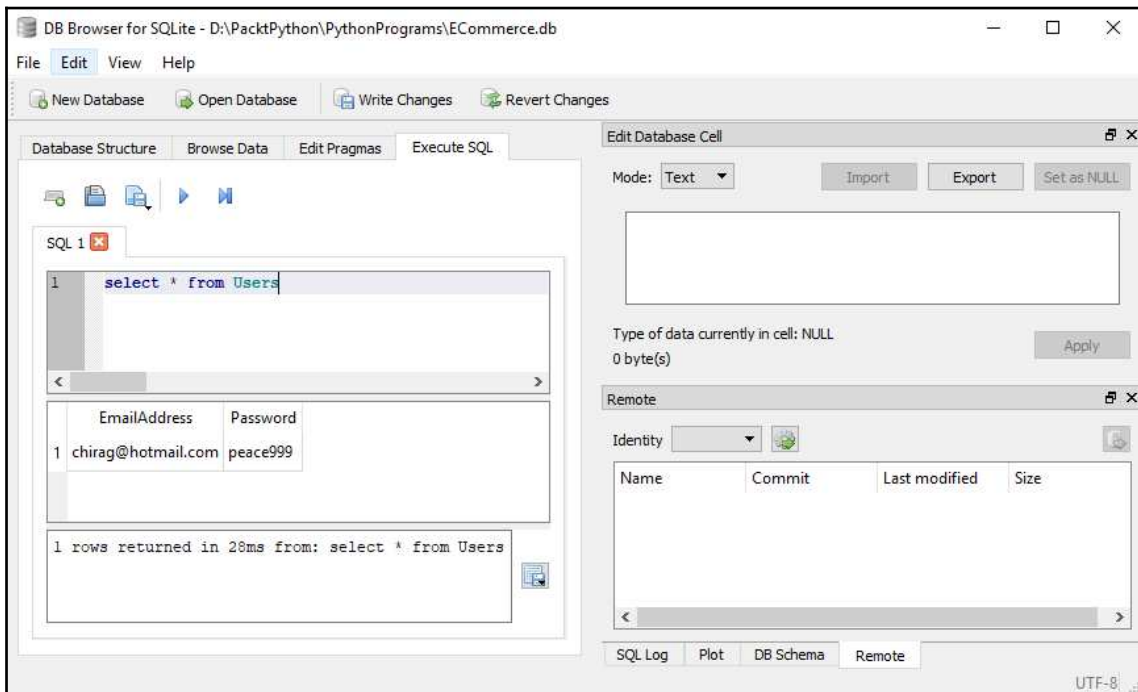 DB Browser for SQLite - D:\PacktPython\PythonPrograms\ECommerce.db
File Edit View Help
New Database Open Database Write Changes Revert Changes
Database Structure Browse Data Edit Pragmas Execute SQL
SQL 1
1 select * from Users
EmailAddress Password
1 chirag@hotmail.com peace999
1 rows returned in 28ms from: select * from Users
Edit Database Cell
Mode: Text Import Export Set as NULL
Type of data currently in cell: NULL
0 byte(s)
Apply
Remote
Identity
Name Commit Last modified Size
SQL Log Plot DB Schema Remote
UTF-8